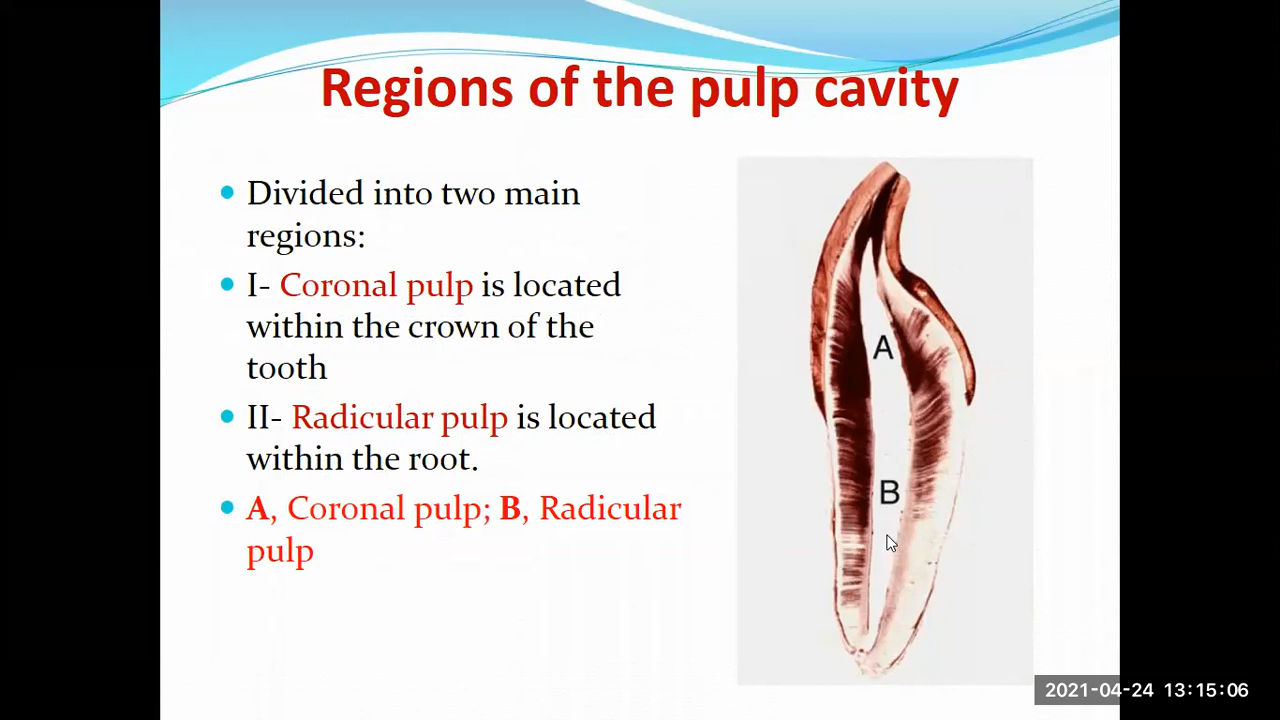 Regions of the pulp cavity
Divided into two main
regions:
I- Coronal pulp is located
within the crown of the
tooth
II- Radicular pulp is located
within the root.
A, Coronal pulp; B, Radicular
pulp
A
B
2021-04-24 13:15:06